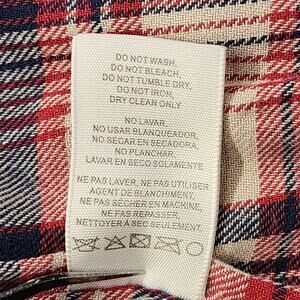 DO NOT WASH,
DO NOT BLEACH,
DO NOT TUMBLE DRY,
DO NOT IRON,
DRY CLEAN ONLY
NO LAVAR.
NO USAR BLANQUEADOR,
NO SECAR EN SECADORA,
NO PLANCHAR,
LAVAR EN SECO SOLAMENTE
NE PAS LAVER, NE PAS UTILISER
AGENT DE BLANCHIMENT,
NE PAS SÉCHER EN MACHINE,
NE PAS REPASSER,
NETTOYER À SEC SEULEMENT.